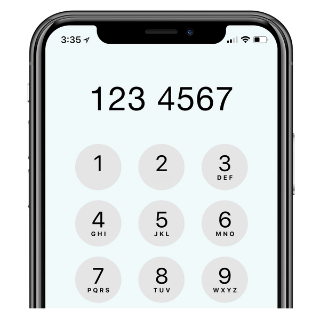 3:35
123 4567
1 2 3
DEF
4 5 6
GHI JKL MNO
7 8 9
PQRS TUV WXYZ